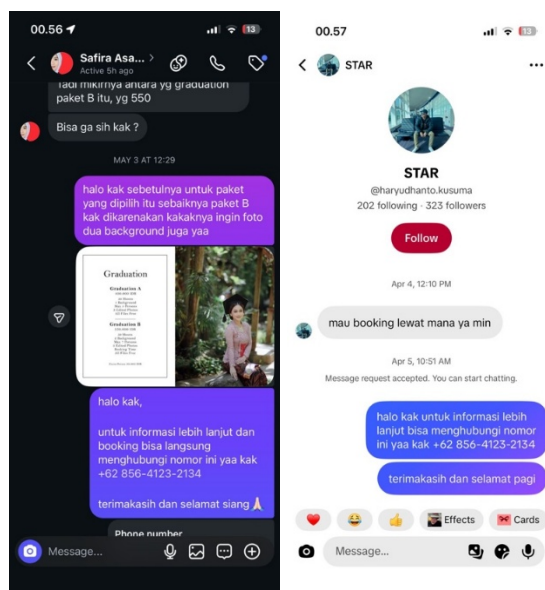 00.56
13
Safira Asa...
Active 5h ago
Tadi mikirnya antara yg graduation
paket B itu, yg 550
Bisa ga sih kak ?
MAY 3 AT 12:29
halo kak sebetulnya untuk paket
yang dipilih itu sebaiknya paket B
kak dikarenakan kakaknya ingin foto
dua background juga yaa
Graduation
Graduation A
Graduation B
halo kak,
untuk informasi lebih lanjut dan
booking bisa langsung
menghubungi nomor ini yaa kak
+62 856-4123-2134
terimakasih dan selamat siang🙏
Phone number
Message...
00.57
13
STAR
STAR
@haryudhanto.kusuma
202 following · 323 followers
Follow
Apr 4, 12:10 PM
mau booking lewat mana ya min
Apr 5, 10:51 AM
Message request accepted. You can start chatting.
halo kak untuk informasi lebih
lanjut bisa menghubungi nomor
ini yaa kak +62 856-4123-2134
terimakasih dan selamat pagi
Effects
Cards
Message...